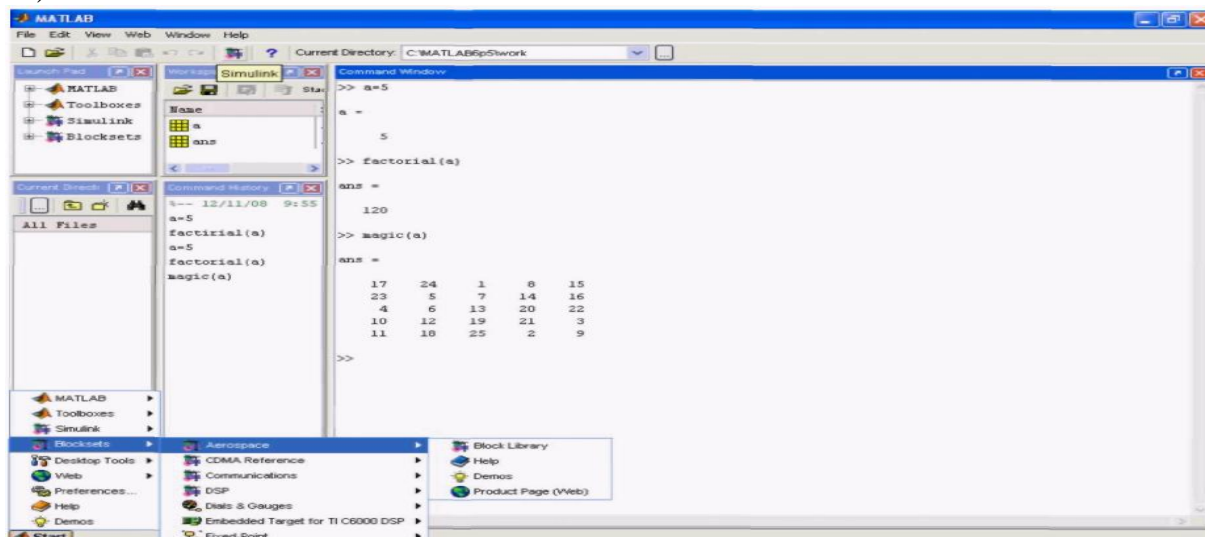 MATLAB
File Edit View Web Window Help
Current Directory: C:\MATLAB6p5\work
Simulink
Launch Pad
MATLAB
Toolboxes
Simulink
Blocksets
Sta
Name
a
ans
Current Direct
All Files
Command History
%-- 12/11/08 9:55
a=5
factirial(a)
a=5
factorial(a)
magic(a)
Command Window
>> a=5
a =
5
>> factorial(a)
ans =
120
>> magic(a)
ans =
17 24 1 8 15
23 5 7 14 16
4 6 13 20 22
10 12 19 21 3
11 18 25 2 9
>>
MATLAB
Toolboxes
Simulink
Blocksets
Desktop Tools
Web
Preferences...
Help
Demos
Start
Aerospace
CDMA Reference
Communications
DSP
Dials & Gauges
Embedded Target for TI C6000 DSP
Fixed Point
Block Library
Help
Demos
Product Page (Web)